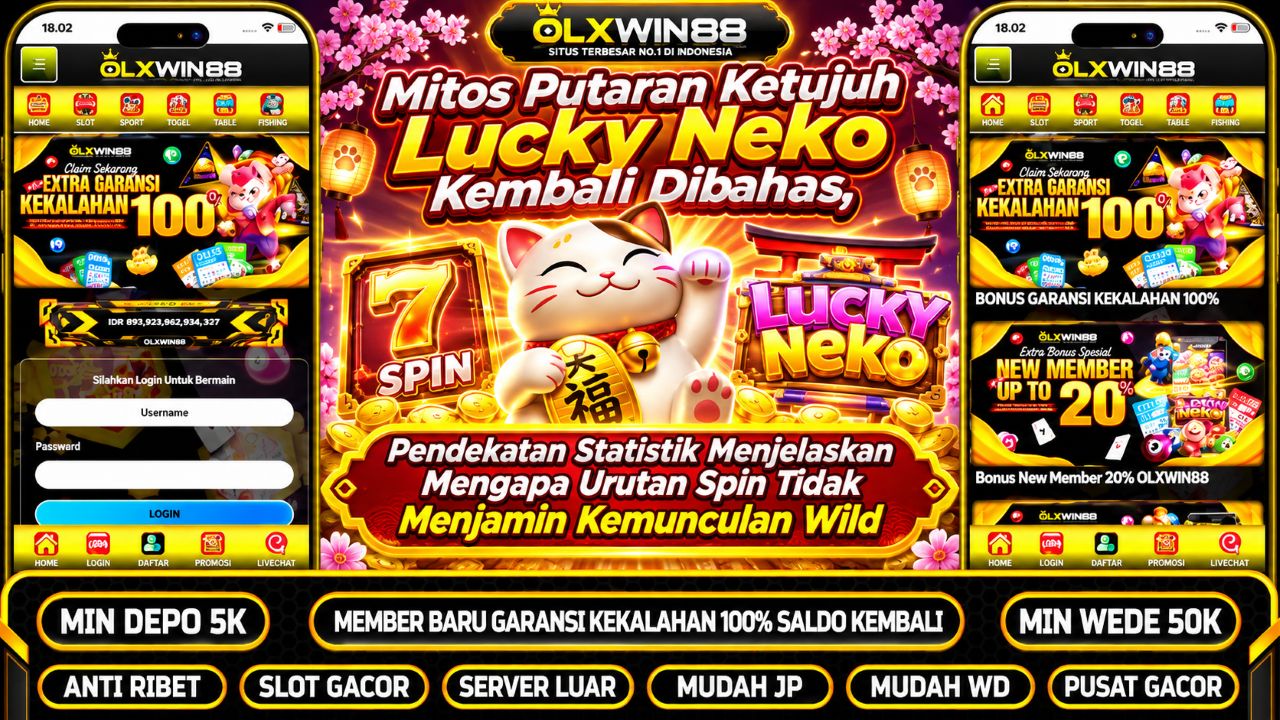 18.02
OLXWIN88
HOME SLOT SPORT TOGEL TABLE FISHING
OLXWIN88
Claim Sekarang
EXTRA GARANSI
KEKALAHAN 100%
IDR 893,923,962,934,327
OLXWIN88
Silahkan Login Untuk Bermain
Username
Password
LOGIN
HOME LOGIN DAFTAR PROMOSI LIVECHAT
OLXWIN88
SITUS TERBESAR NO.1 DI INDONESIA
Mitos Putaran Ketujuh
Lucky Neko
Kembali Dibahas,
7
SPIN
大
福
LUCKY
Neko
Pendekatan Statistik Menjelaskan
Mengapa Urutan Spin Tidak
Menjamin Kemunculan Wild
18.02
OLXWIN88
HOME SLOT SPORT TOGEL TABLE FISHING
OLXWIN88
Claim Sekarang
EXTRA GARANSI
KEKALAHAN 100%
BONUS GARANSI KEKALAHAN 100%
OLXWIN88
Extra Bonus Spesial
NEW MEMBER
UP TO 20%
LUCKY
Neko
Bonus New Member 20% OLXWIN88
OLXWIN88
HOME LOGIN DAFTAR PROMOSI LIVECHAT
MIN DEPO 5K
MEMBER BARU GARANSI KEKALAHAN 100% SALDO KEMBALI
MIN WEDE 50K
ANTI RIBET
SLOT GACOR
SERVER LUAR
MUDAH JP
MUDAH WD
PUSAT GACOR